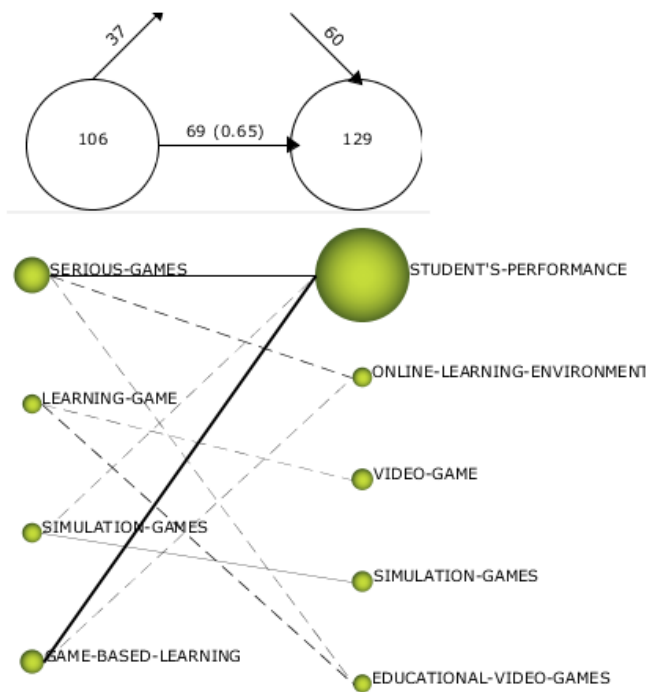 37
60
106
69 (0.65)
129
SERIOUS-GAMES
STUDENT'S-PERFORMANCE
ONLINE-LEARNING-ENVIRONMENT
LEARNING-GAME
VIDEO-GAME
SIMULATION-GAMES
SIMULATION-GAMES
GAME-BASED-LEARNING
EDUCATIONAL-VIDEO-GAMES